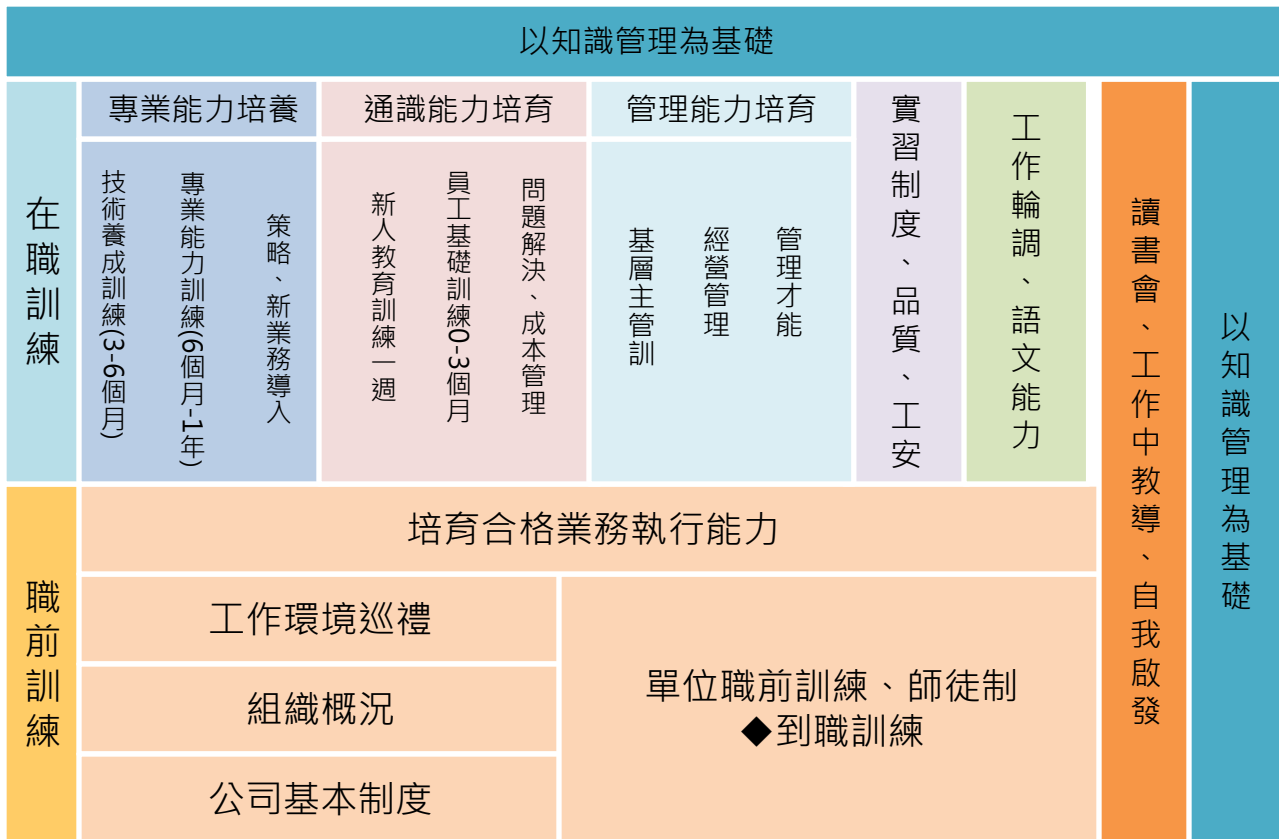 以知識管理為基礎
在職訓練
專業能力培養
技術養成訓練(3-6個月)
專業能力訓練(6個月-1年)
策略、新業務導入
通識能力培育
新人教育訓練一週
員工基礎訓練0-3個月
問題解決、成本管理
管理能力培育
基層主管訓
經營管理
管理才能
實習制度、品質、工安
工作輪調、語文能力
讀書會、工作中教導、自我啟發
以知識管理為基礎
職前訓練
培育合格業務執行能力
工作環境巡禮
組織概況
公司基本制度
單位職前訓練、師徒制
◆到職訓練